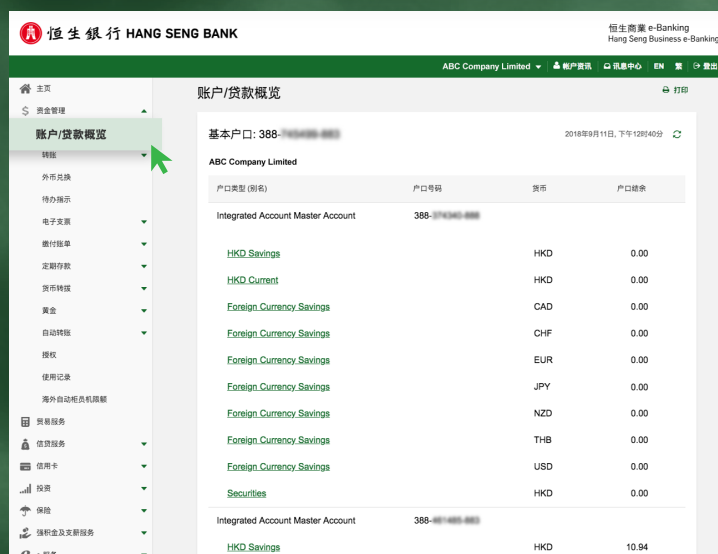 恒生銀行 HANG SENG BANK
恒生商業 e-Banking
Hang Seng Business e-Banking
ABC Company Limited 帐户资讯 讯息中心 EN 繁 登出
主页
资金管理
账户/贷款概览
转账
外币兑换
待办指示
电子支票
缴付账单
定期存款
货币转拨
黄金
自动转账
授权
使用记录
海外自动柜员机限额
贸易服务
信贷服务
信用卡
投资
保险
强积金及支薪服务
账户/贷款概览 打印
基本户口: 388- 2018年9月11日, 下午12时40分
ABC Company Limited
户口类型 (别名) 户口号码 货币 户口结余
Integrated Account Master Account 388-
HKD Savings HKD 0.00
HKD Current HKD 0.00
Foreign Currency Savings CAD 0.00
Foreign Currency Savings CHF 0.00
Foreign Currency Savings EUR 0.00
Foreign Currency Savings JPY 0.00
Foreign Currency Savings NZD 0.00
Foreign Currency Savings THB 0.00
Foreign Currency Savings USD 0.00
Securities HKD 0.00
Integrated Account Master Account 388-
HKD Savings HKD 10.94